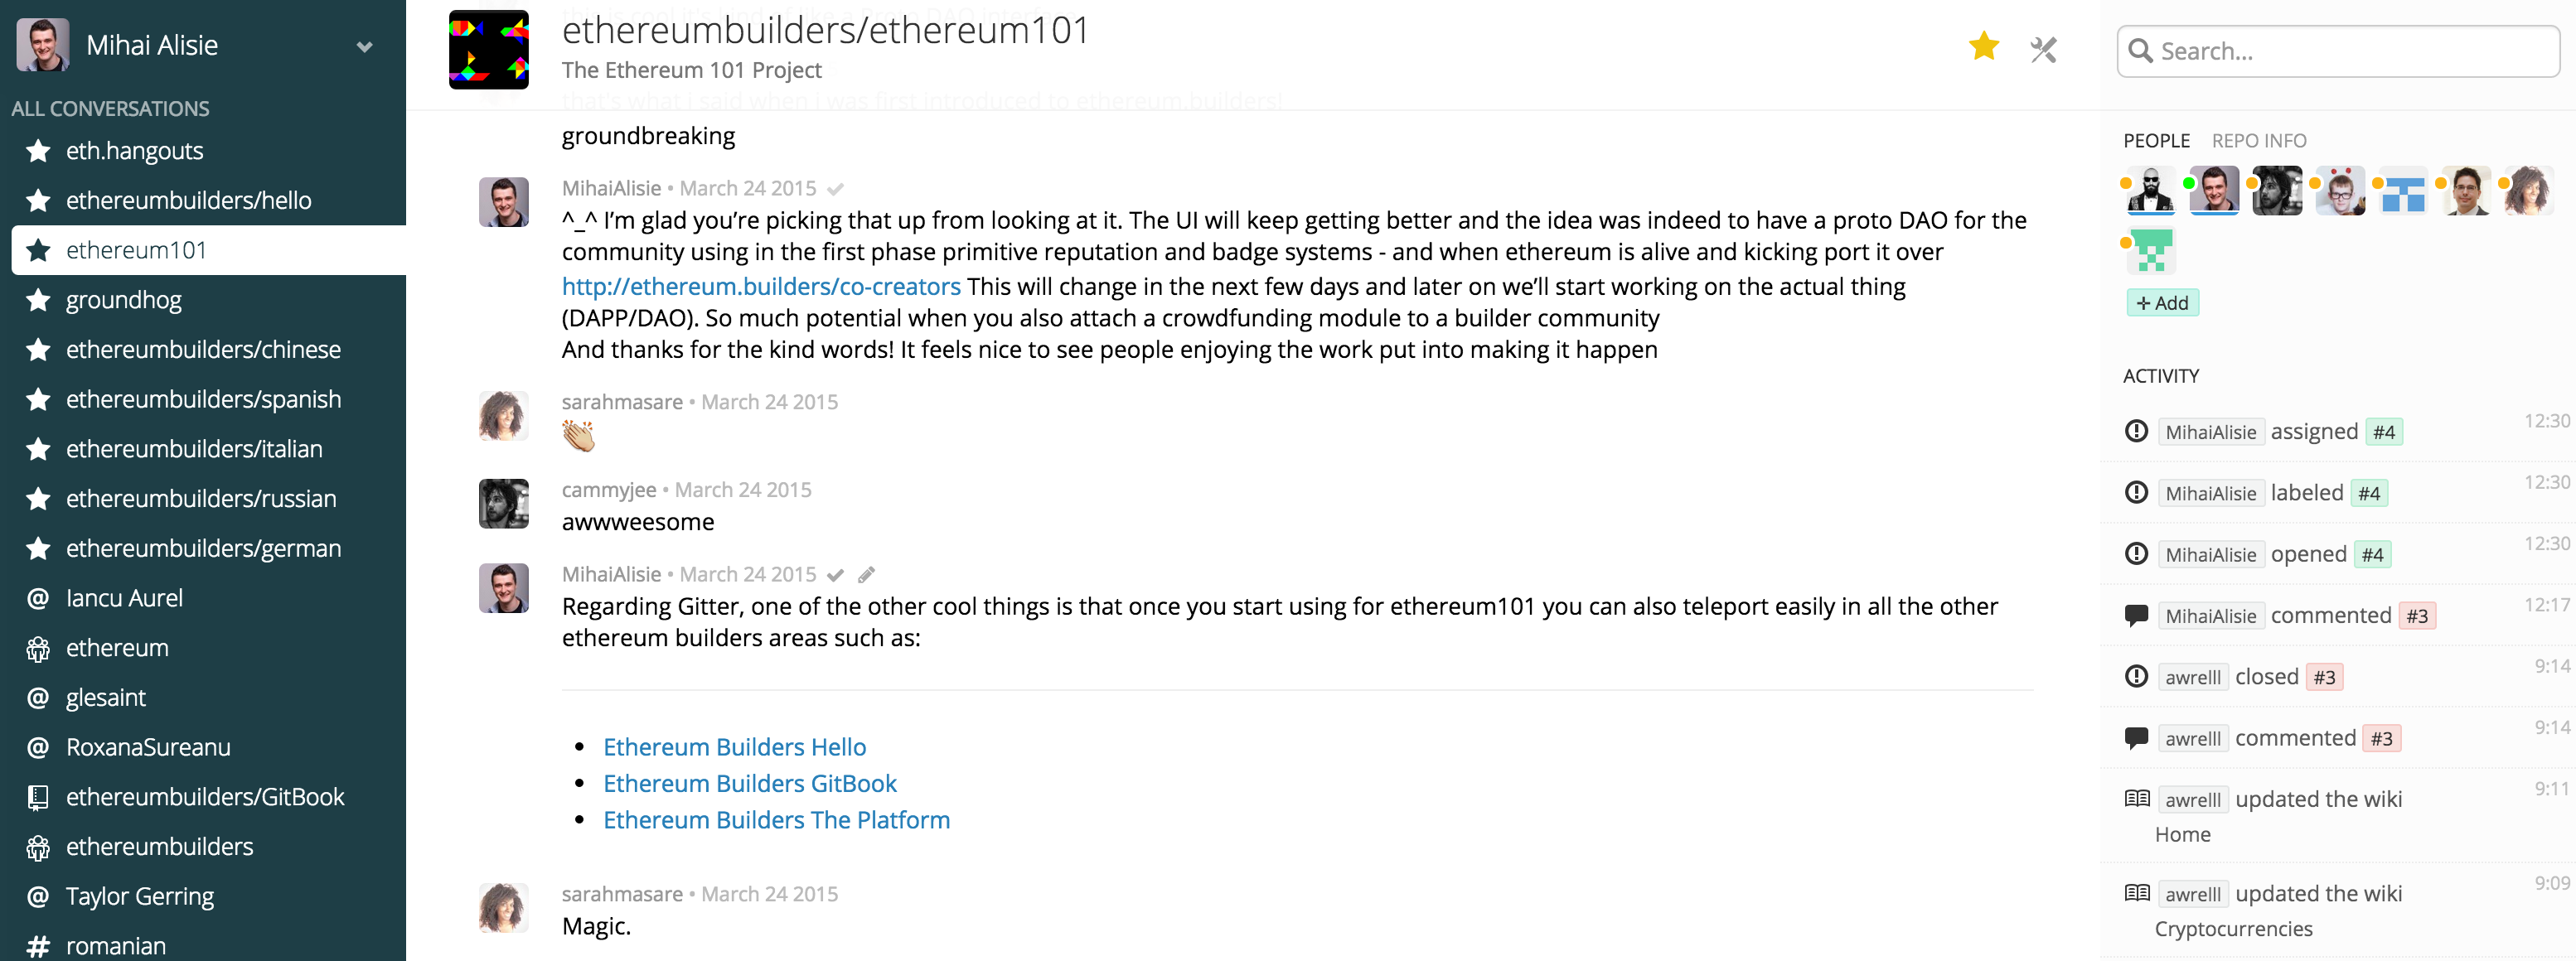 Mihai Alisie
ALL CONVERSATIONS
eth.hangouts
ethereumbuilders/hello
ethereum101
groundhog
ethereumbuilders/chinese
ethereumbuilders/spanish
ethereumbuilders/italian
ethereumbuilders/russian
ethereumbuilders/german
@ Iancu Aurel
ethereum
@ glesaint
@ RoxanaSureanu
ethereumbuilders/GitBook
ethereumbuilders
@ Taylor Gerring
# romanian
ethereumbuilders/ethereum101
The Ethereum 101 Project
that's what I said when I was first introduced to ethereum.builders!
groundbreaking
MihaiAlisie • March 24 2015
^_^ I’m glad you’re picking that up from looking at it. The UI will keep getting better and the idea was indeed to have a proto DAO for the
community using in the first phase primitive reputation and badge systems - and when ethereum is alive and kicking port it over
http://ethereum.builders/co-creators This will change in the next few days and later on we’ll start working on the actual thing
(DAPP/DAO). So much potential when you also attach a crowdfunding module to a builder community
And thanks for the kind words! It feels nice to see people enjoying the work put into making it happen
sarahmasare • March 24 2015
cammyjee • March 24 2015
awwweesome
MihaiAlisie • March 24 2015
Regarding Gitter, one of the other cool things is that once you start using for ethereum101 you can also teleport easily in all the other
ethereum builders areas such as:
• Ethereum Builders Hello
• Ethereum Builders GitBook
• Ethereum Builders The Platform
sarahmasare • March 24 2015
Magic.
Search...
PEOPLE REPO INFO
+ Add
ACTIVITY
MihaiAlisie assigned #4 12:30
MihaiAlisie labeled #4 12:30
MihaiAlisie opened #4 12:30
MihaiAlisie commented #3 12:17
awrelll closed #3 9:14
awrelll commented #3 9:14
awrelll updated the wiki 9:11
Home
awrelll updated the wiki 9:09
Cryptocurrencies